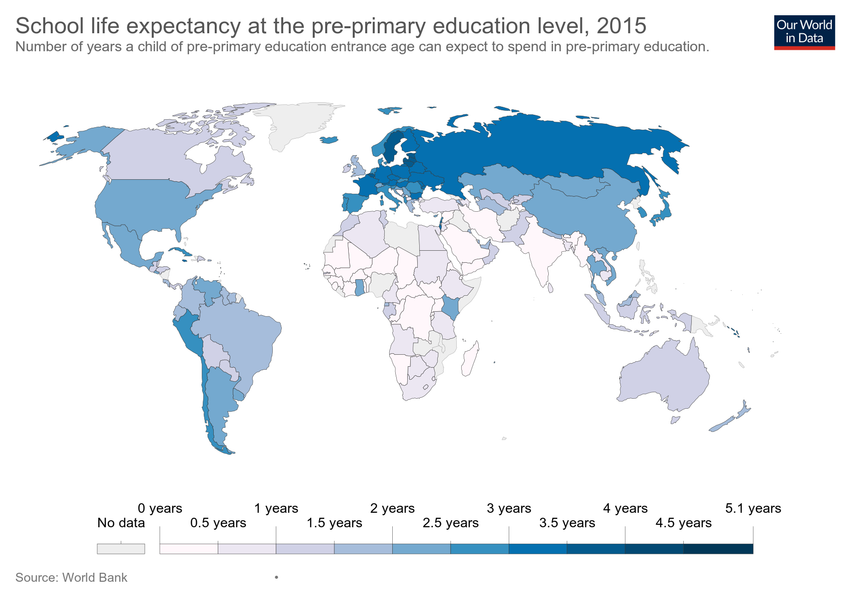 School life expectancy at the pre-primary education level, 2015
Number of years a child of pre-primary education entrance age can expect to spend in pre-primary education.
Our World
in Data
0 years
1 years
2 years
3 years
4 years
5.1 years
No data
0.5 years
1.5 years
2.5 years
3.5 years
4.5 years
Source: World Bank